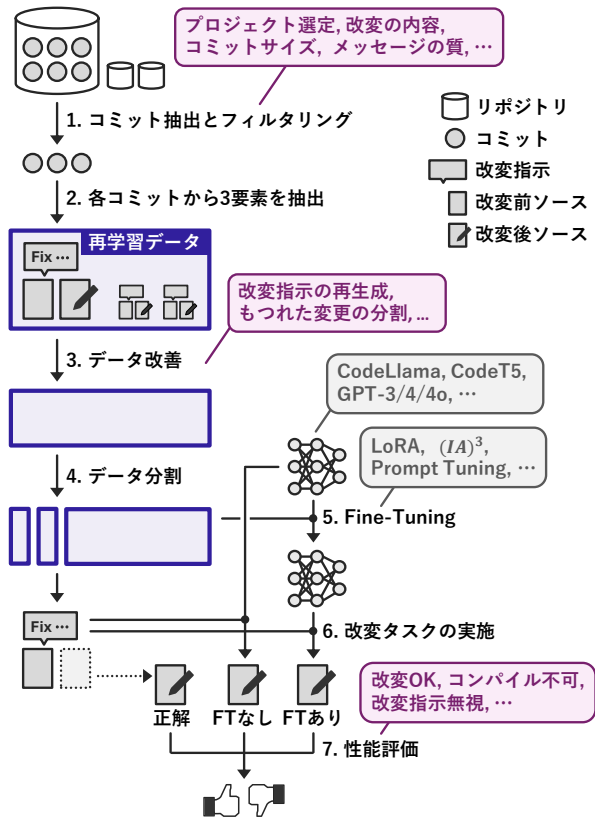 プロジェクト選定, 改変の内容,
コミットサイズ, メッセージの質, …
1. コミット抽出とフィルタリング
リポジトリ
コミット
改変指示
改変前ソース
改変後ソース
2. 各コミットから3要素を抽出
再学習データ
Fix …
改変指示の再生成,
もつれた変更の分割, ...
3. データ改善
CodeLlama, CodeT5,
GPT-3/4/4o, …
LoRA, (IA)³,
Prompt Tuning, …
4. データ分割
5. Fine-Tuning
Fix …
6. 改変タスクの実施
正解 FTなし FTあり
改変OK, コンパイル不可,
改変指示無視, …
7. 性能評価